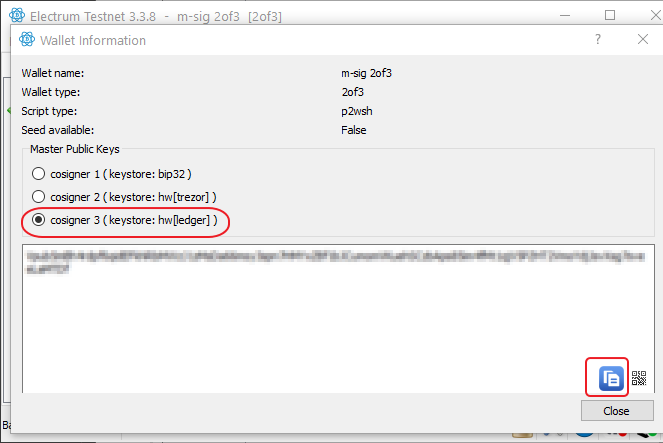 Electrum Testnet 3.3.8 - m-sig 2of3 [2of3]
Wallet Information
Wallet name: m-sig 2of3
Wallet type: 2of3
Script type: p2wsh
Seed available: False
Master Public Keys
cosigner 1 ( keystore: bip32 )
cosigner 2 ( keystore: hw[trezor] )
cosigner 3 ( keystore: hw[ledger] )
Close